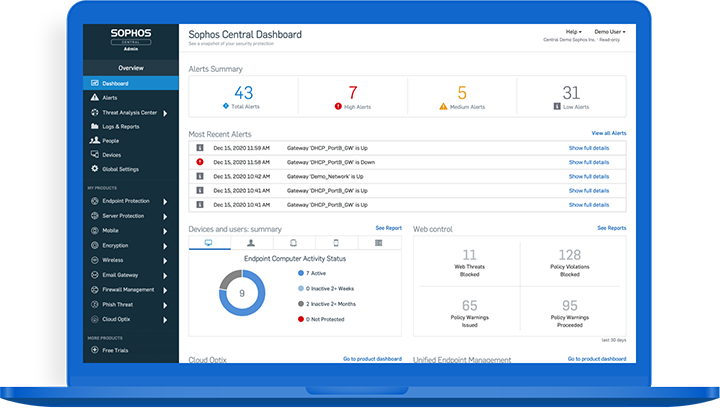 SOPHOS
CENTRAL
Admin
Overview
Dashboard
Alerts
Threat Analysis Center
Logs & Reports
People
Devices
Global Settings
MY PRODUCTS
Endpoint Protection
Server Protection
Mobile
Encryption
Wireless
Email Gateway
Firewall Management
Phish Threat
Cloud Optix
MORE PRODUCTS
Free Trials
Sophos Central Dashboard
See a snapshot of your security protection
Help
Demo User
Central Demo Sophos Inc. - Read-only
Alerts Summary
43
Total Alerts
7
High Alerts
5
Medium Alerts
31
Low Alerts
Most Recent Alerts
View all Alerts
Dec 15, 2020 11:59 AM Gateway 'DHCP_PortB_GW' is Up Show full details
Dec 15, 2020 11:58 AM Gateway 'DHCP_PortB_GW' is Down Show full details
Dec 15, 2020 10:42 AM Gateway 'Demo_Network' is Up Show full details
Dec 15, 2020 10:41 AM Gateway 'DHCP_PortB_GW' is Up Show full details
Dec 15, 2020 10:41 AM Gateway 'DHCP_PortB_GW' is Up Show full details
Devices and users: summary
See Report
Endpoint Computer Activity Status
9
7 Active
0 Inactive 2+ Weeks
2 Inactive 2+ Months
0 Not Protected
Web control
See Reports
11
Web Threats
Blocked
128
Policy Violations
Blocked
65
Policy Warnings
Issued
95
Policy Warnings
Proceeded
last 30 days
Cloud Optix
Go to product dashboard
Unified Endpoint Management
Go to product dashboard